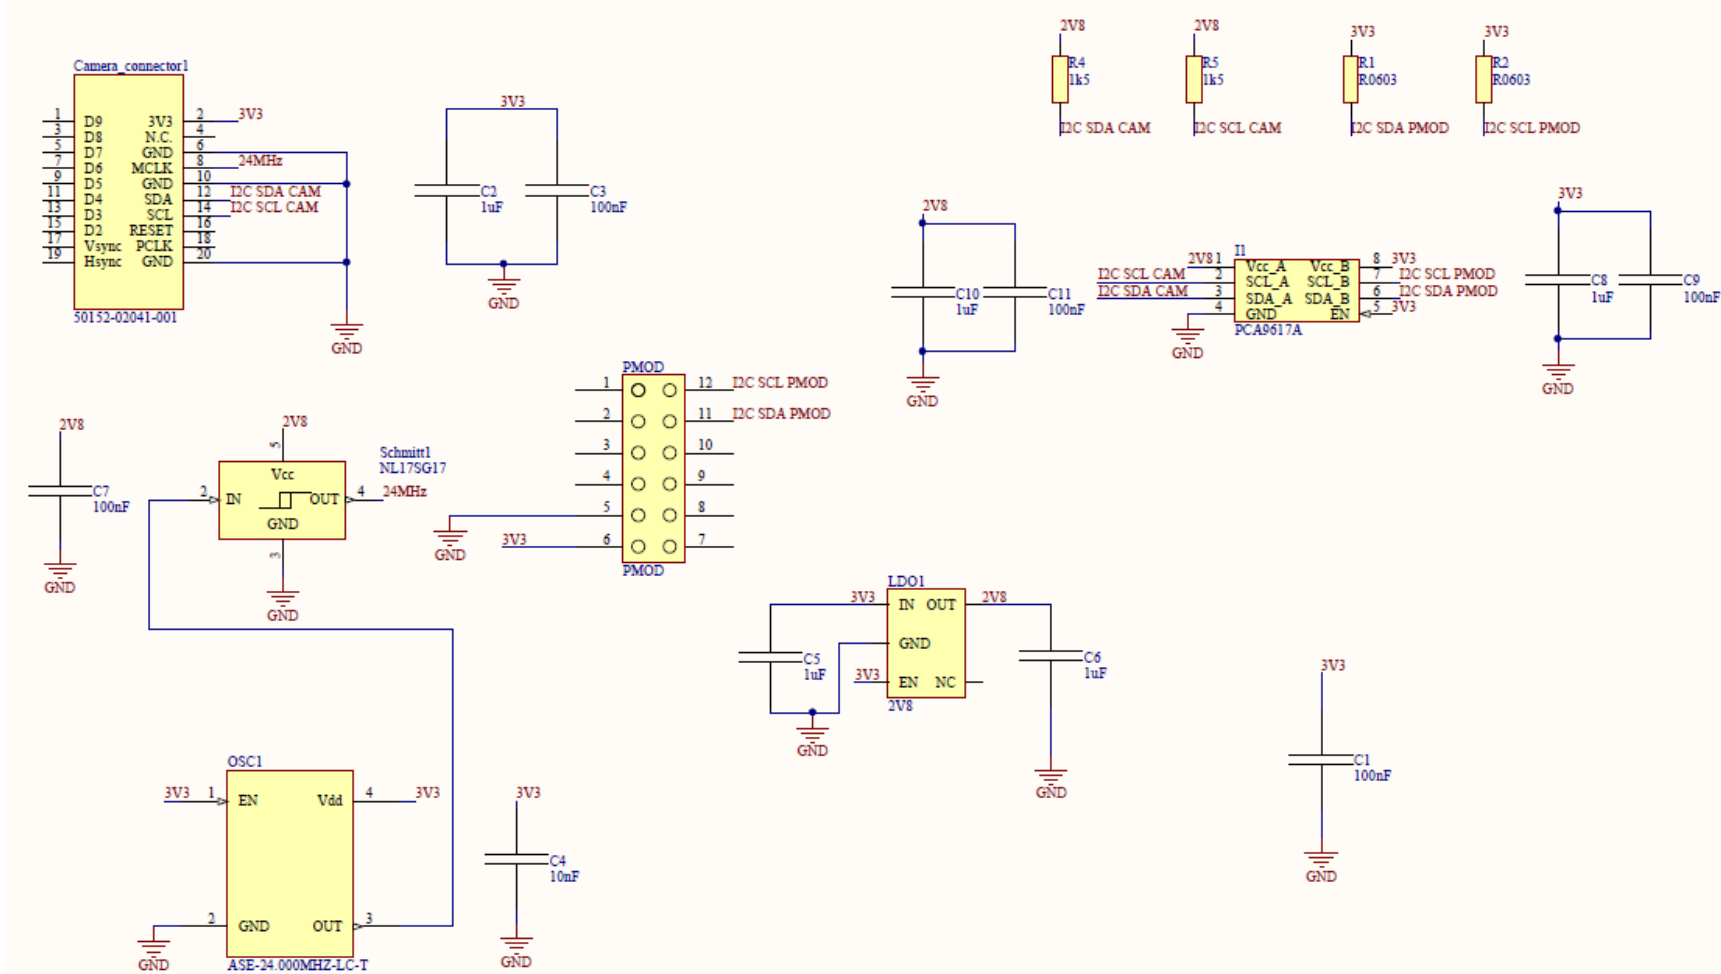 2V8
R4
1k5
I2C SDA CAM
2V8
R5
1k5
I2C SCL CAM
3V3
R1
R0603
I2C SDA PMOD
3V3
R2
R0603
I2C SCL PMOD
Camera_connector1
1 D9 3V3 2 3V3
3 D8 N.C. 4
5 D7 GND 6
7 D6 MCLK 8 24MHz
9 D5 GND 10
11 D4 SDA 12 I2C SDA CAM
13 D3 SCL 14 I2C SCL CAM
15 D2 RESET 16
17 Vsync PCLK 18
19 Hsync GND 20
50152-02041-001
GND
3V3
C2
1uF
C3
100nF
GND
2V8
C10
1uF
C11
100nF
GND
I1
2V8 1 Vcc_A Vcc_B 8 3V3
I2C SCL CAM 2 SCL_A SCL_B 7 I2C SCL PMOD
I2C SDA CAM 3 SDA_A SDA_B 6 I2C SDA PMOD
4 GND EN 5 3V3
PCA9617A
GND
3V3
C8
1uF
C9
100nF
GND
PMOD
1 12 I2C SCL PMOD
2 11 I2C SDA PMOD
3 10
4 9
5 8
GND
3V3 6 7
PMOD
2V8
C7
100nF
GND
2V8
5
Vcc
Schmitt1
NL17SG17
2 IN OUT 4 24MHz
GND
3
GND
LDO1
3V3 IN OUT 2V8
GND
3V3 EN NC
2V8
C5
1uF
GND
C6
1uF
GND
3V3
C1
100nF
GND
OSC1
3V3 1 EN Vdd 4 3V3
2 GND OUT 3
GND
ASE-24.000MHZ-LC-T
3V3
C4
10nF
GND